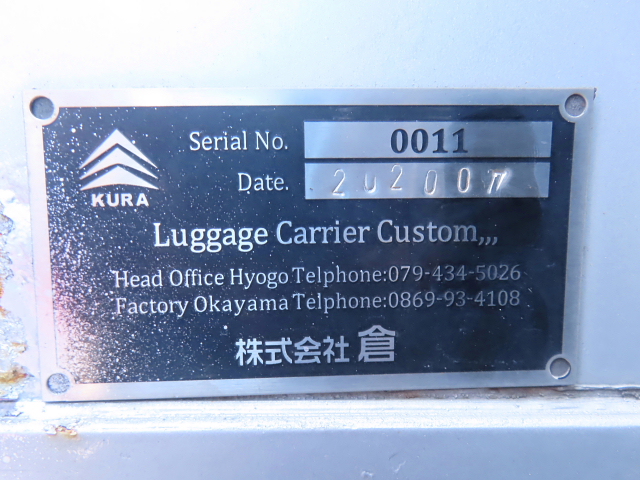 KURA
Serial No. 0011
Date. 202007
Luggage Carrier Custom,,,
Head Office Hyogo Telphone:079-434-5026
Factory Okayama Telphone:0869-93-4108
株式会社 倉